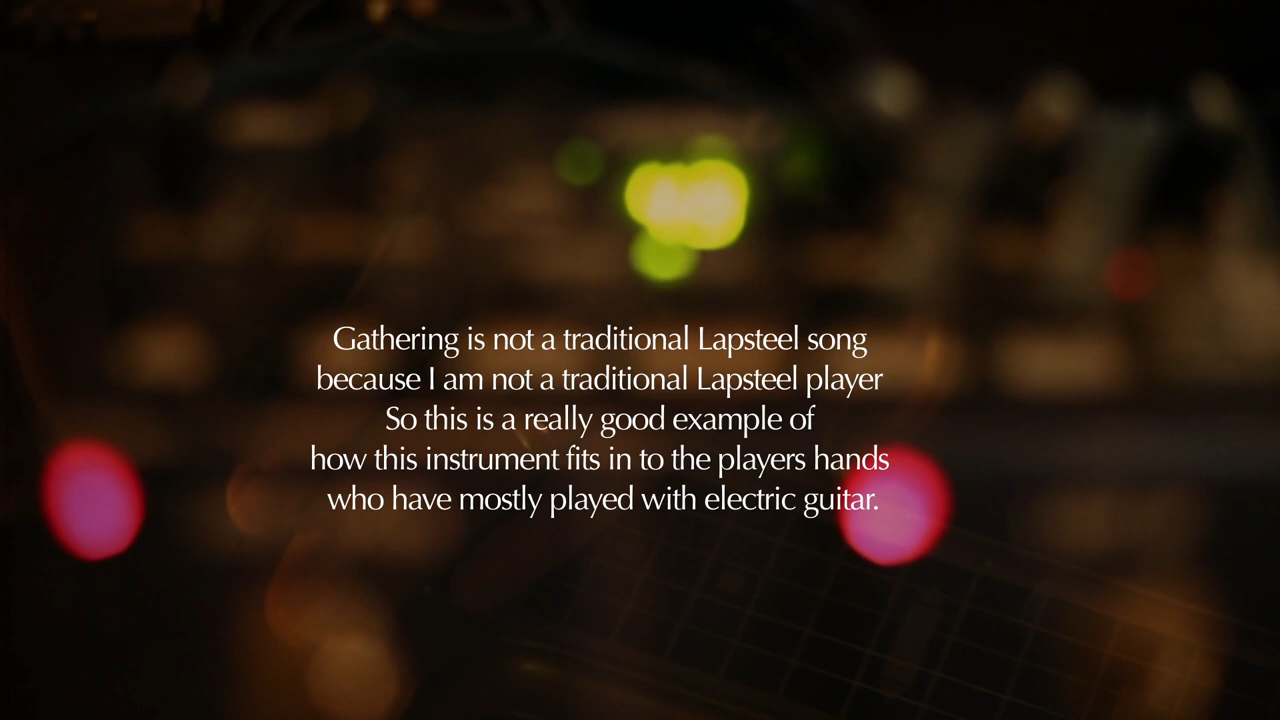 Gathering is not a traditional Lapsteel song
because I am not a traditional Lapsteel player
So this is a really good example of
how this instrument fits in to the players hands
who have mostly played with electric guitar.